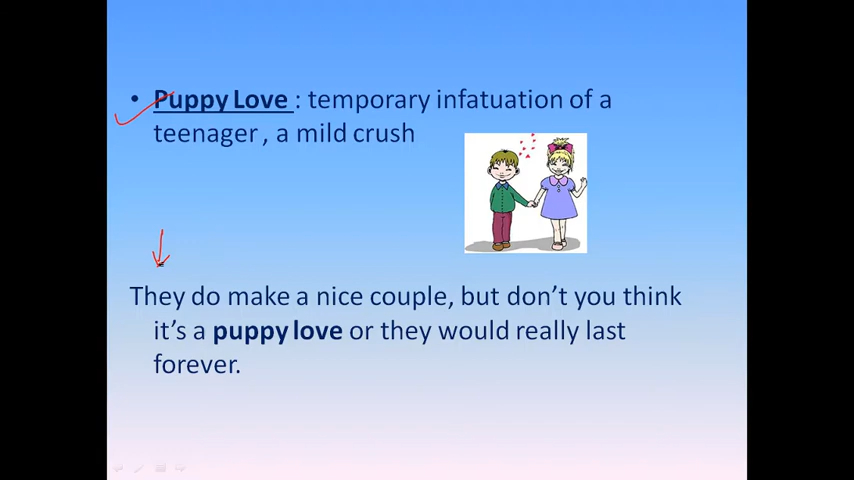 • Puppy Love : temporary infatuation of a
teenager , a mild crush
They do make a nice couple, but don't you think
it's a puppy love or they would really last
forever.